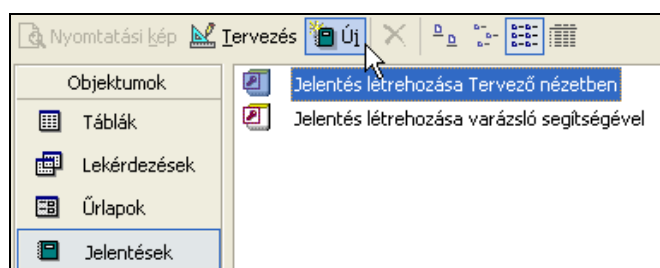 Nyomtatási kép Tervezés Új
Objektumok
Táblák
Lekérdezések
Űrlapok
Jelentések
Jelentés létrehozása Tervező nézetben
Jelentés létrehozása varázsló segítségével